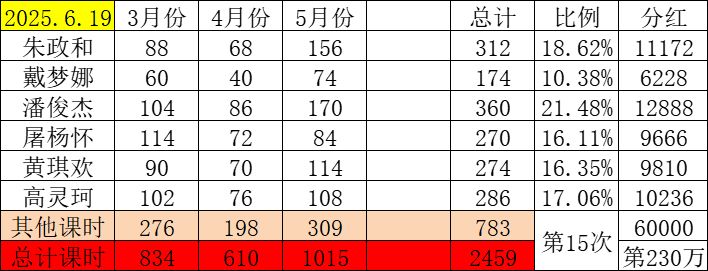 2025.6.19 3月份 4月份 5月份 总计 比例 分红
朱政和 88 68 156 312 18.62% 11172
戴梦娜 60 40 74 174 10.38% 6228
潘俊杰 104 86 170 360 21.48% 12888
屠杨怀 114 72 84 270 16.11% 9666
黄琪欢 90 70 114 274 16.35% 9810
高灵珂 102 76 108 286 17.06% 10236
其他课时 276 198 309 783 第15次 60000
总计课时 834 610 1015 2459 第230万